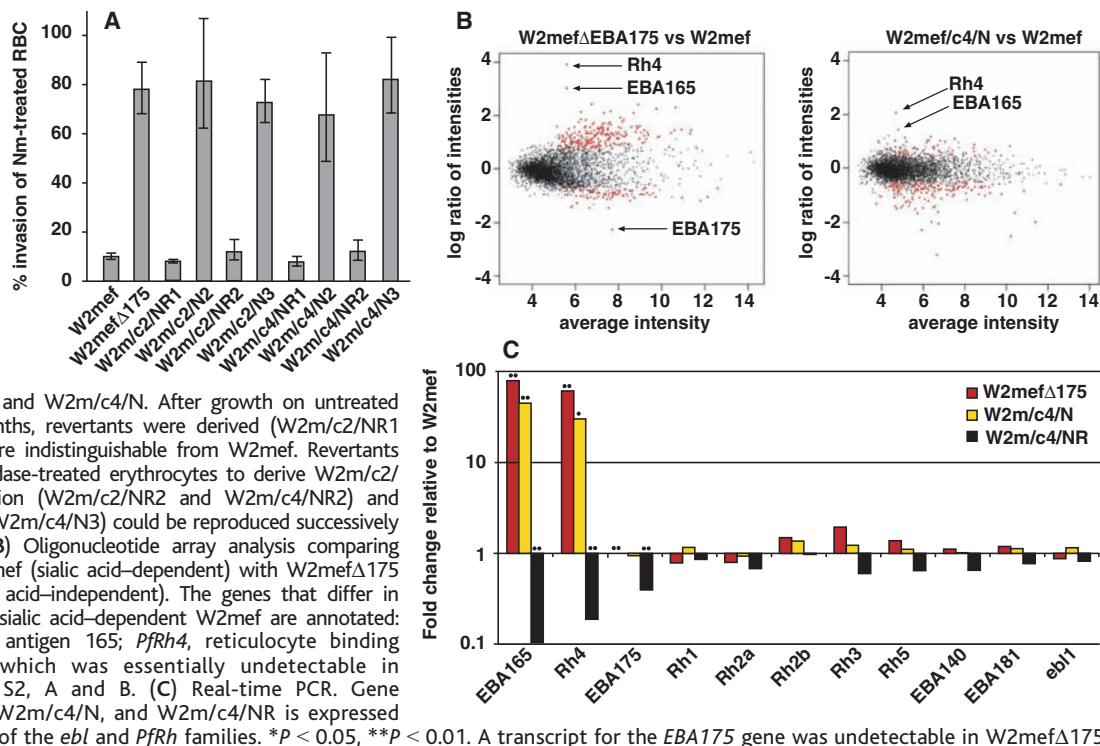 A
% invasion of Nm-treated RBC
100
80
60
40
20
0
W2mef
W2mefΔ175
W2m/c2/NR1
W2m/c2/N2
W2m/c2/NR2
W2m/c2/N3
W2m/c4/NR1
W2m/c4/N2
W2m/c4/NR2
W2m/c4/N3
B
W2mefΔEBA175 vs W2mef
log ratio of intensities
4
2
0
-2
-4
Rh4
EBA165
EBA175
4 6 8 10 12 14
average intensity
W2mef/c4/N vs W2mef
log ratio of intensities
4
2
0
-2
-4
Rh4
EBA165
4 6 8 10 12 14
average intensity
and W2m/c4/N. After growth on untreated
nths, revertants were derived (W2m/c2/NR1
re indistinguishable from W2mef. Revertants
dase-treated erythrocytes to derive W2m/c2/
ion (W2m/c2/NR2 and W2m/c4/NR2) and
W2m/c4/N3) could be reproduced successively
B) Oligonucleotide array analysis comparing
nef (sialic acid–dependent) with W2mefΔ175
acid–independent). The genes that differ in
sialic acid–dependent W2mef are annotated:
antigen 165; PfRh4, reticulocyte binding
which was essentially undetectable in
S2, A and B. (C) Real-time PCR. Gene
W2m/c4/N, and W2m/c4/NR is expressed
of the ebl and PfRh families. *P < 0.05, **P < 0.01. A transcript for the EBA175 gene was undetectable in W2mefΔ175
C
Fold change relative to W2mef
100
10
1
0.1
W2mefΔ175
W2m/c4/N
W2m/c4/NR
EBA165
Rh4
EBA175
Rh1
Rh2a
Rh2b
Rh3
Rh5
EBA140
EBA181
ebl1